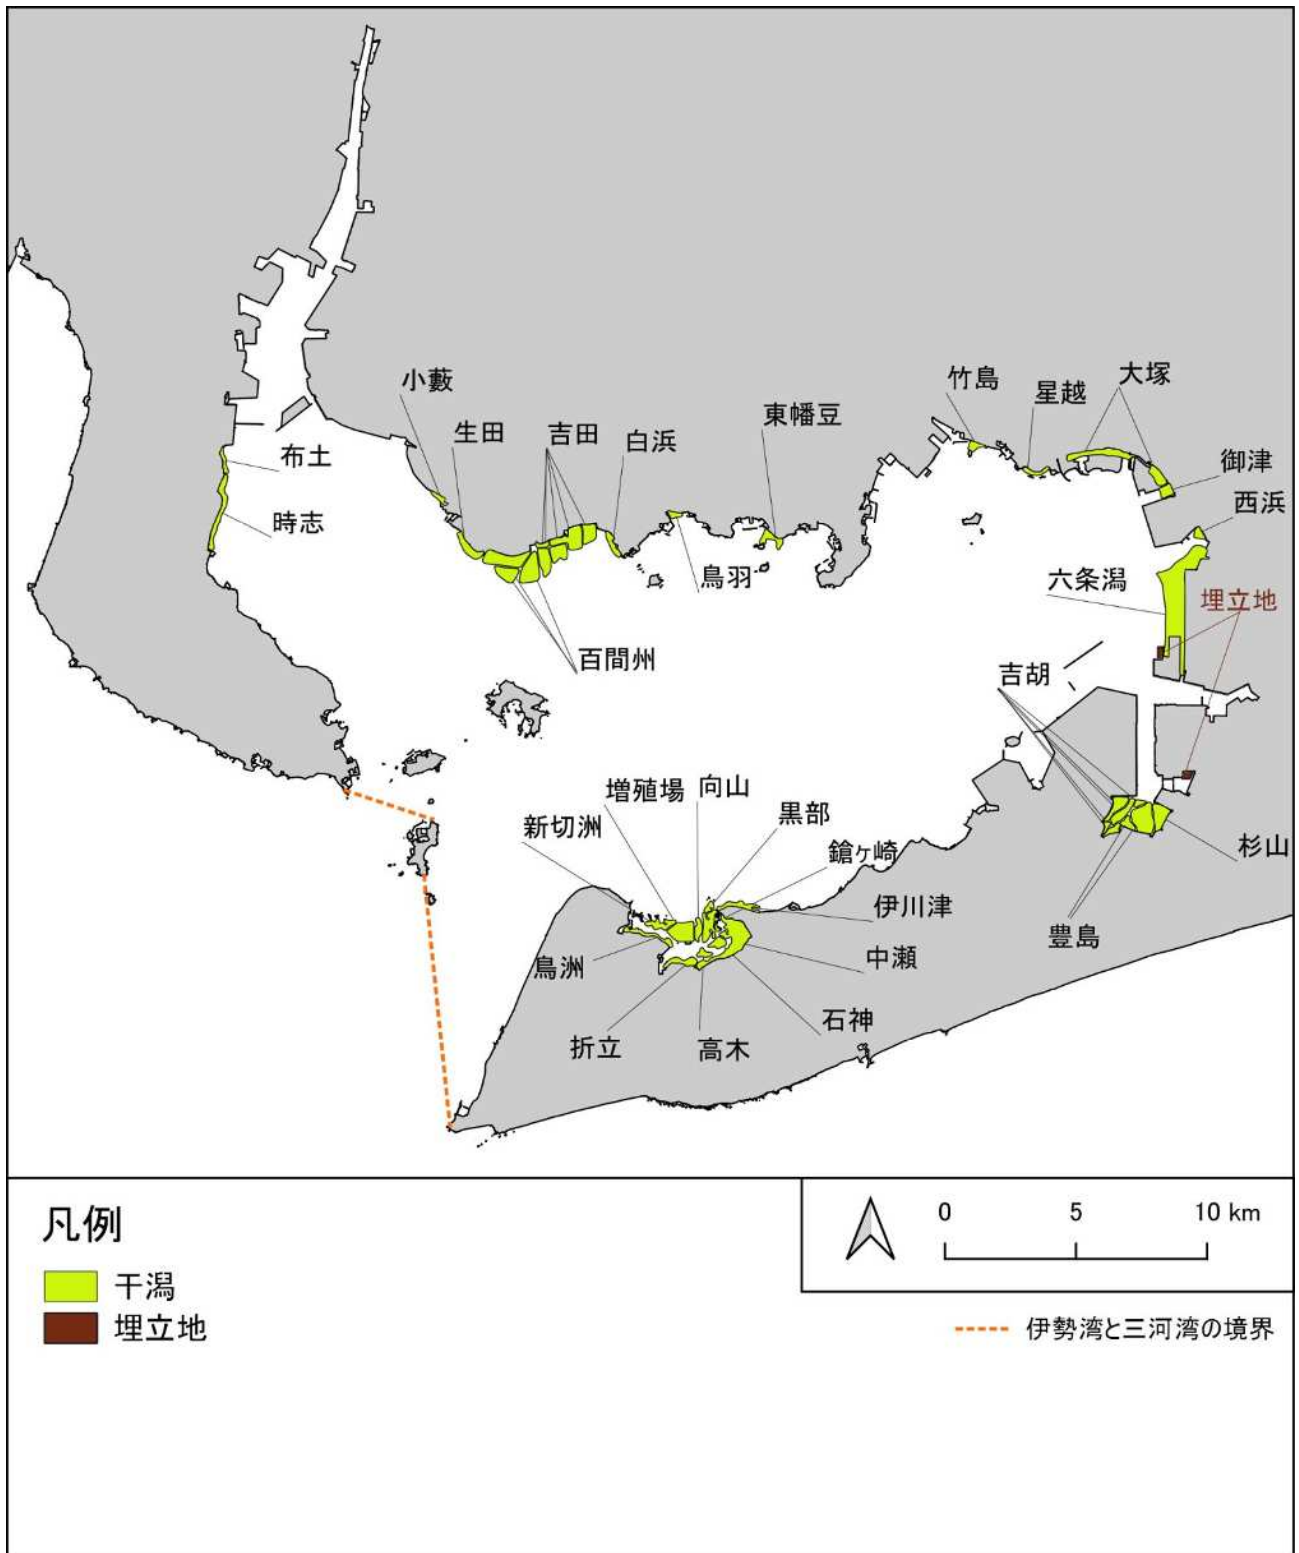 小藪
生田
吉田
白浜
東幡豆
竹島
星越
大塚
御津
西浜
布土
時志
鳥羽
百間州
六条潟
埋立地
吉胡
増殖場
向山
黒部
新切洲
鎗ヶ崎
伊川津
杉山
豊島
鳥洲
中瀬
石神
折立
高木
凡例
干潟
埋立地
0 5 10 km
伊勢湾と三河湾の境界